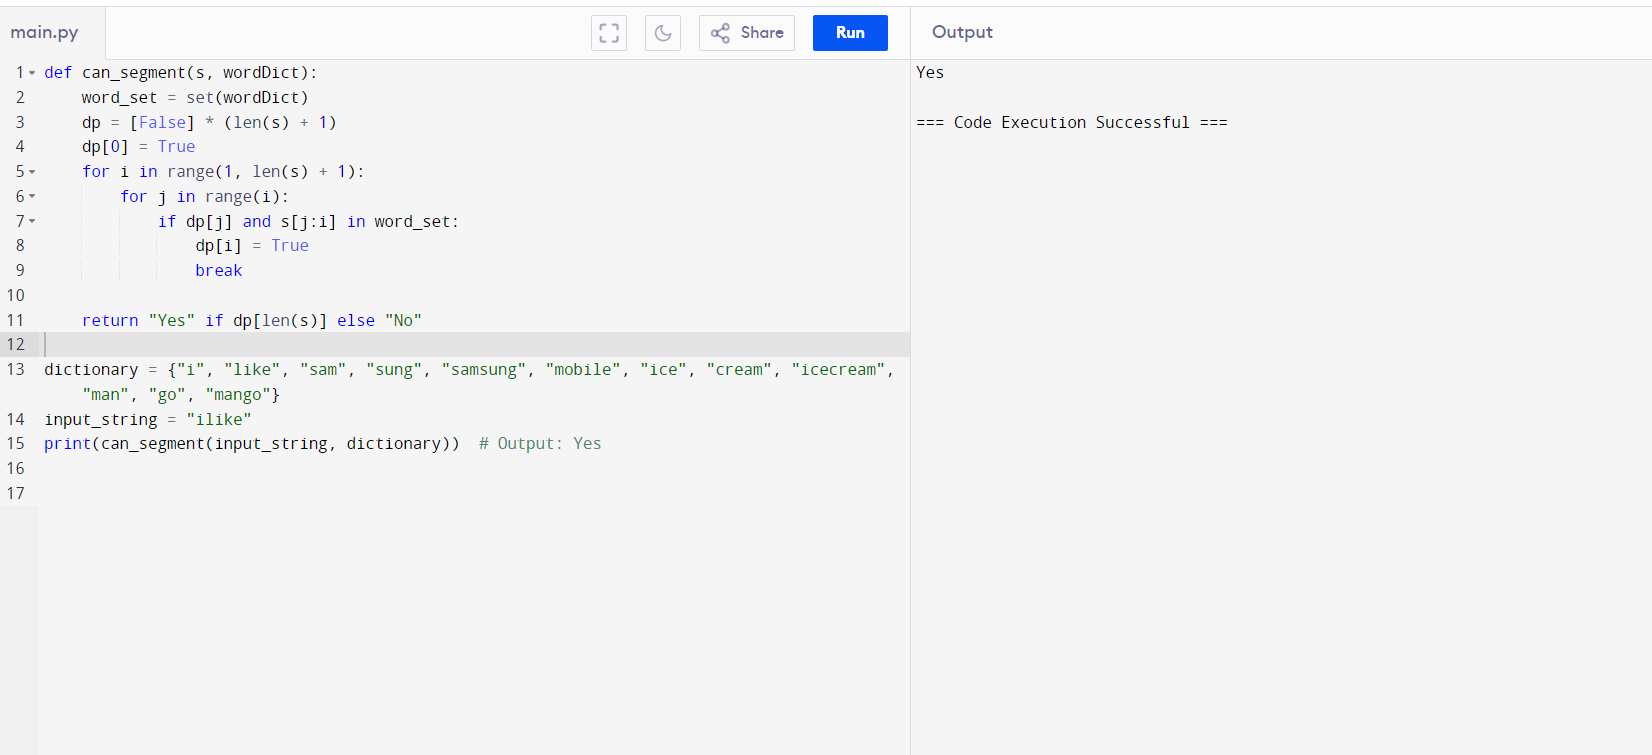 main.py
Share
Run
Output
1 def can_segment(s, wordDict):
2     word_set = set(wordDict)
3     dp = [False] * (len(s) + 1)
4     dp[0] = True
5     for i in range(1, len(s) + 1):
6         for j in range(i):
7             if dp[j] and s[j:i] in word_set:
8                 dp[i] = True
9                 break
10
11     return "Yes" if dp[len(s)] else "No"
12
13 dictionary = {"i", "like", "sam", "sung", "samsung", "mobile", "ice", "cream", "icecream",
    "man", "go", "mango"}
14 input_string = "ilike"
15 print(can_segment(input_string, dictionary))  # Output: Yes
16
17
Yes
=== Code Execution Successful ===